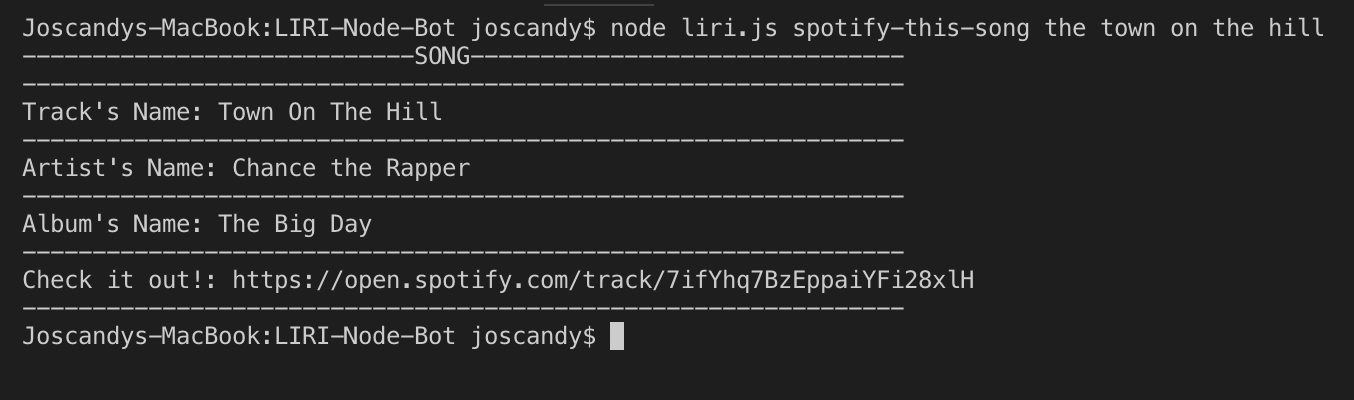 Joscandys-MacBook:LIRI-Node-Bot joscandy$ node liri.js spotify-this-song the town on the hill
----------------------------SONG-------------------------------
---------------------------------------------------------------
Track's Name: Town On The Hill
---------------------------------------------------------------
Artist's Name: Chance the Rapper
---------------------------------------------------------------
Album's Name: The Big Day
---------------------------------------------------------------
Check it out!: https://open.spotify.com/track/7ifYhq7BzEppaiYFi28xlH
---------------------------------------------------------------
Joscandys-MacBook:LIRI-Node-Bot joscandy$